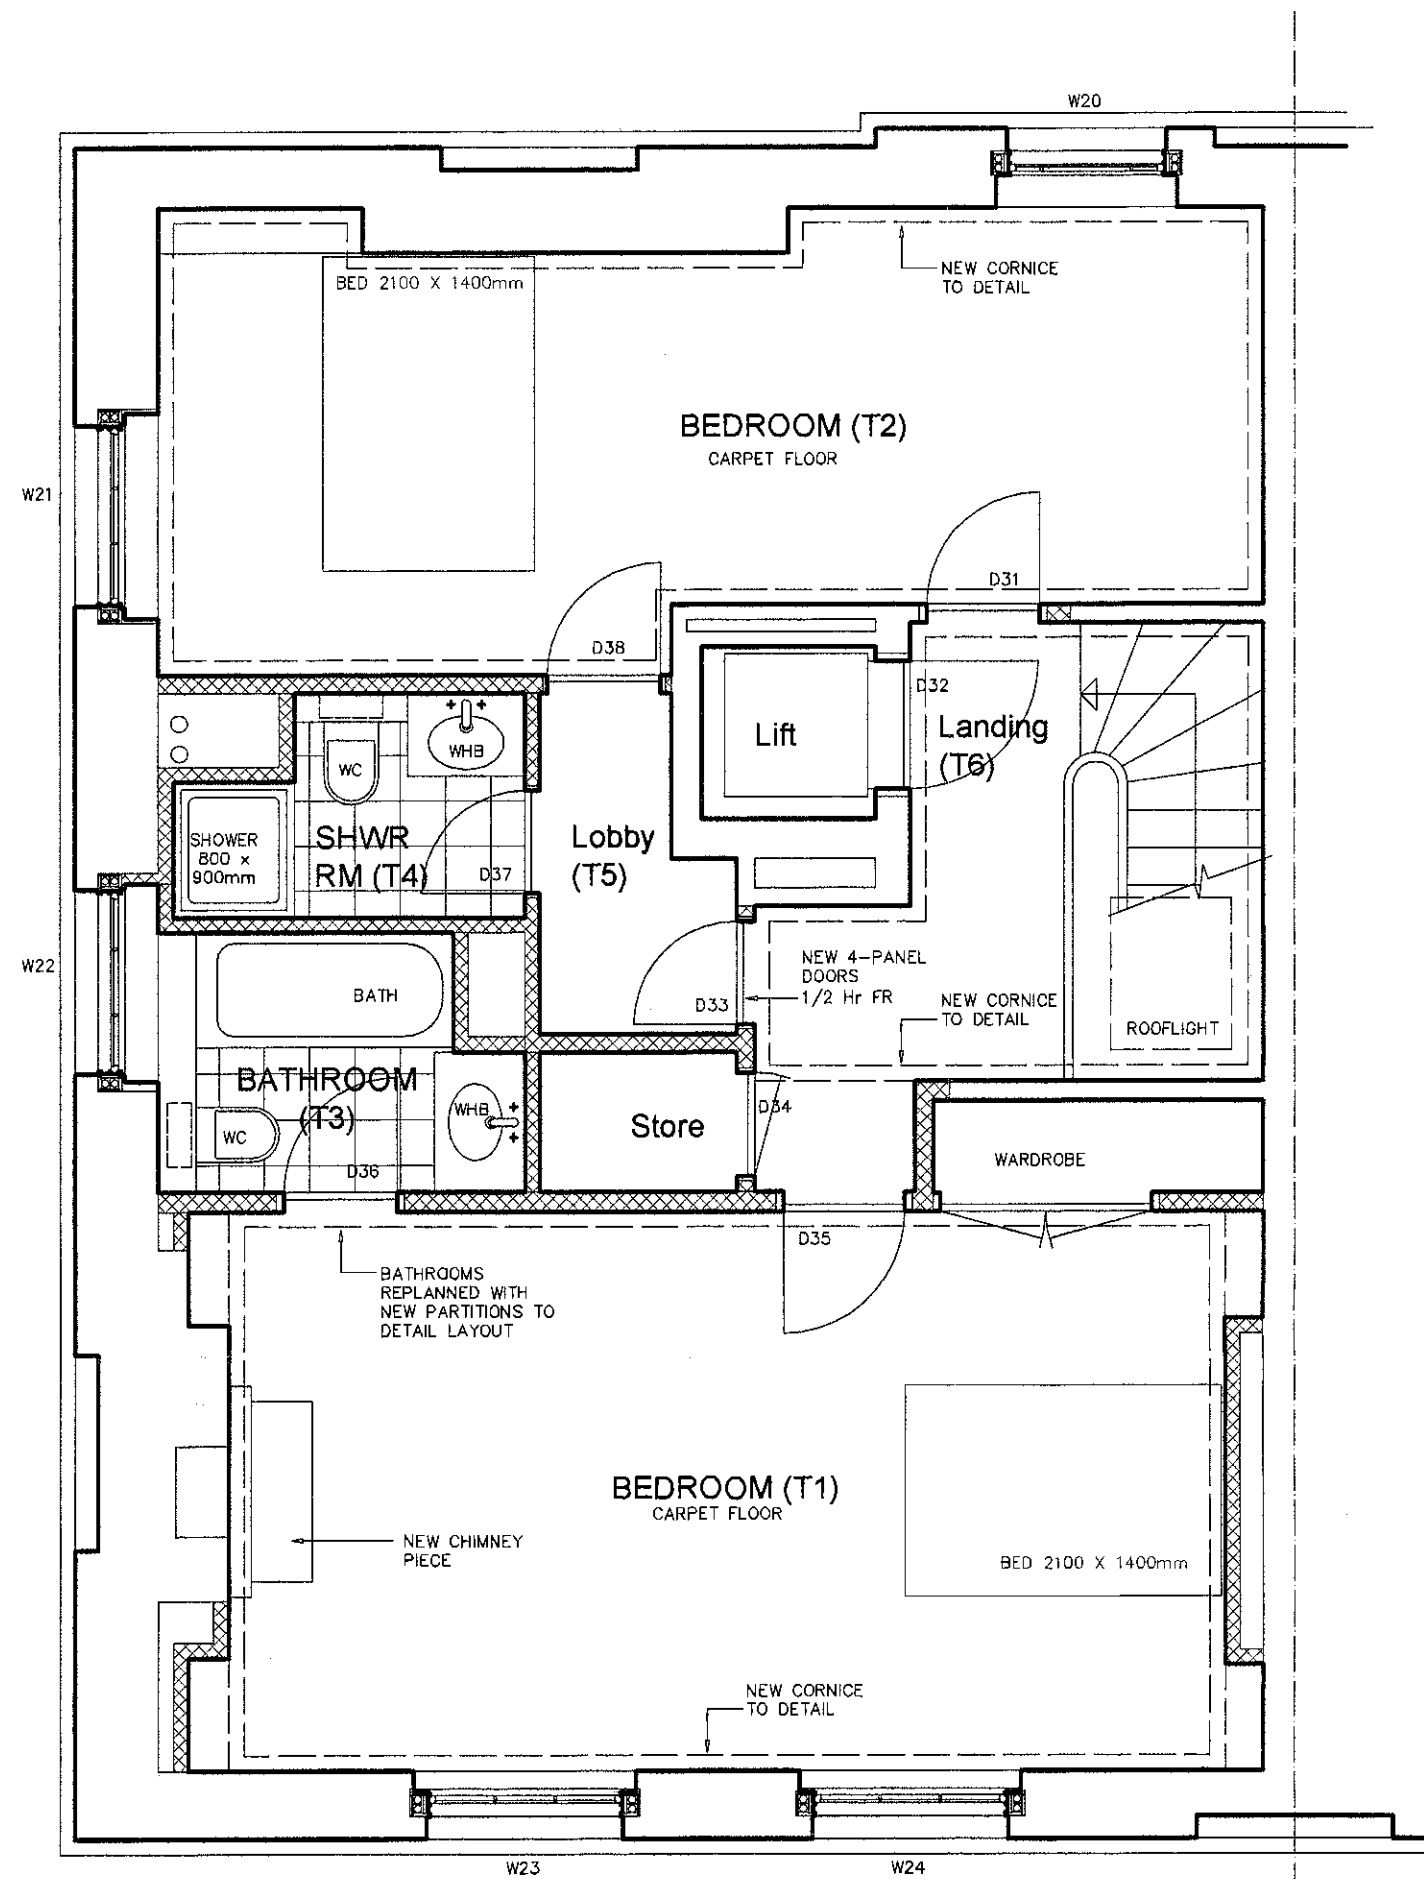 W20
NEW CORNICE
TO DETAIL
BED 2100 X 1400mm
BEDROOM (T2)
CARPET FLOOR
W21
D31
D38
D32
Lift
Landing
(T6)
WHB
WC
SHOWER
800 x
900mm
SHWR
RM (T4)
D37
Lobby
(T5)
W22
BATH
D33
NEW 4-PANEL
DOORS
1/2 Hr FR
NEW CORNICE
TO DETAIL
ROOFLIGHT
BATHROOM
(T3)
WHB
WC
D36
Store
D34
WARDROBE
D35
BATHROOMS
REPLANNED WITH
NEW PARTITIONS TO
DETAIL LAYOUT
BEDROOM (T1)
CARPET FLOOR
NEW CHIMNEY
PIECE
BED 2100 X 1400mm
NEW CORNICE
TO DETAIL
W23
W24